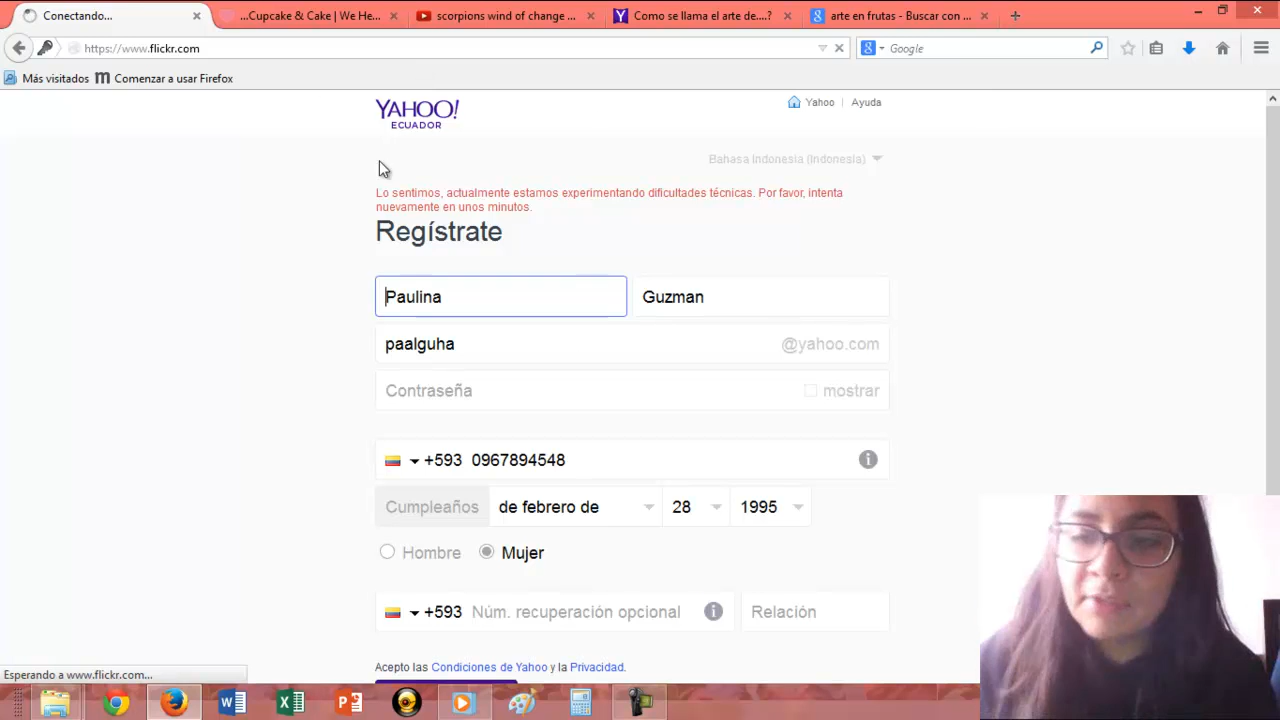 Connectando...
...Cupcake & Cake | We He...
scorpions wind of change ...
Como se llama el arte de....?
arte en frutas - Buscar con ...
https://www.flickr.com
Google
Más visitados
Comenzar a usar Firefox
YAHOO!
ECUADOR
Yahoo
Ayuda
Bahasa Indonesia (Indonesia)
Lo sentimos, actualmente estamos experimentando dificultades técnicas. Por favor, intenta
nuevamente en unos minutos.
Regístrate
Paulina
Guzman
paalguha
@yahoo.com
Contraseña
mostrar
+593 0967894548
Cumpleaños
de febrero de
28
1995
Hombre
Mujer
+593 Núm. recuperación opcional
Relación
Acepto las Condiciones de Yahoo y la Privacidad.
Esperando a www.flickr.com...